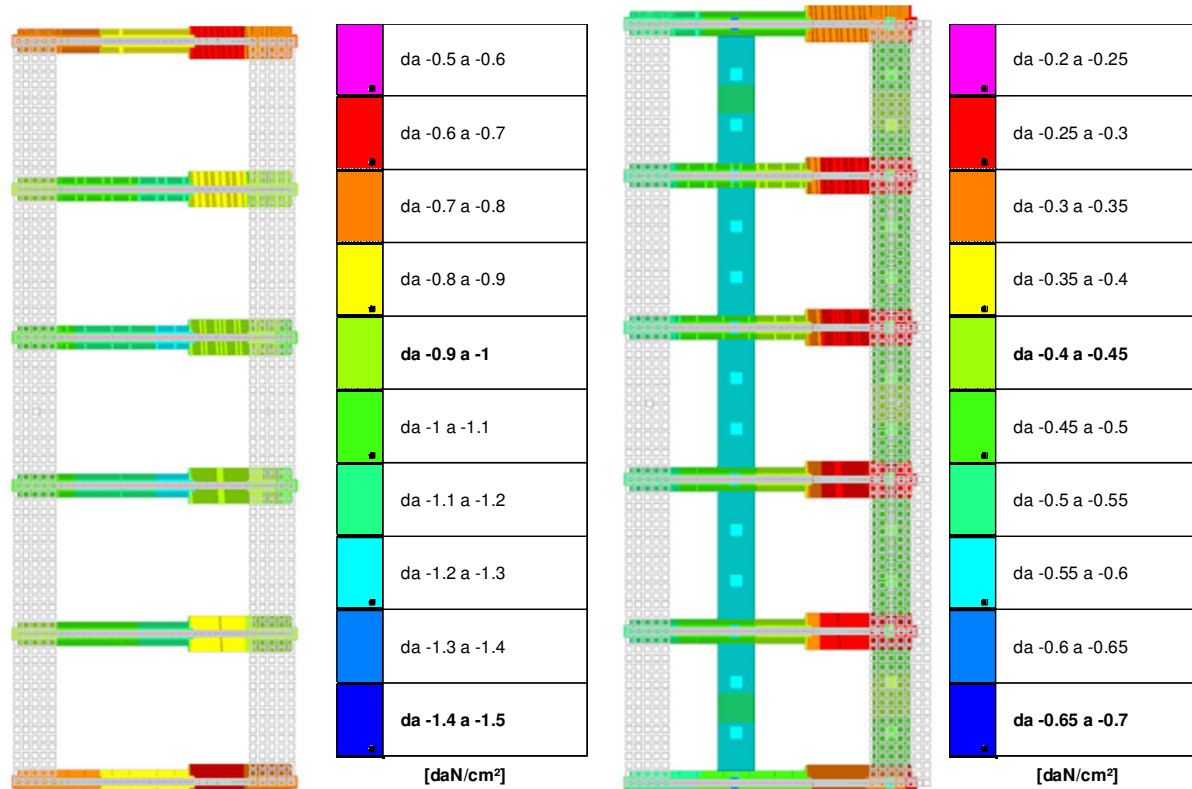 da -0.5 a -0.6
da -0.6 a -0.7
da -0.7 a -0.8
da -0.8 a -0.9
da -0.9 a -1
da -1 a -1.1
da -1.1 a -1.2
da -1.2 a -1.3
da -1.3 a -1.4
da -1.4 a -1.5
[daN/cm²]
da -0.2 a -0.25
da -0.25 a -0.3
da -0.3 a -0.35
da -0.35 a -0.4
da -0.4 a -0.45
da -0.45 a -0.5
da -0.5 a -0.55
da -0.55 a -0.6
da -0.6 a -0.65
da -0.65 a -0.7
[daN/cm²]